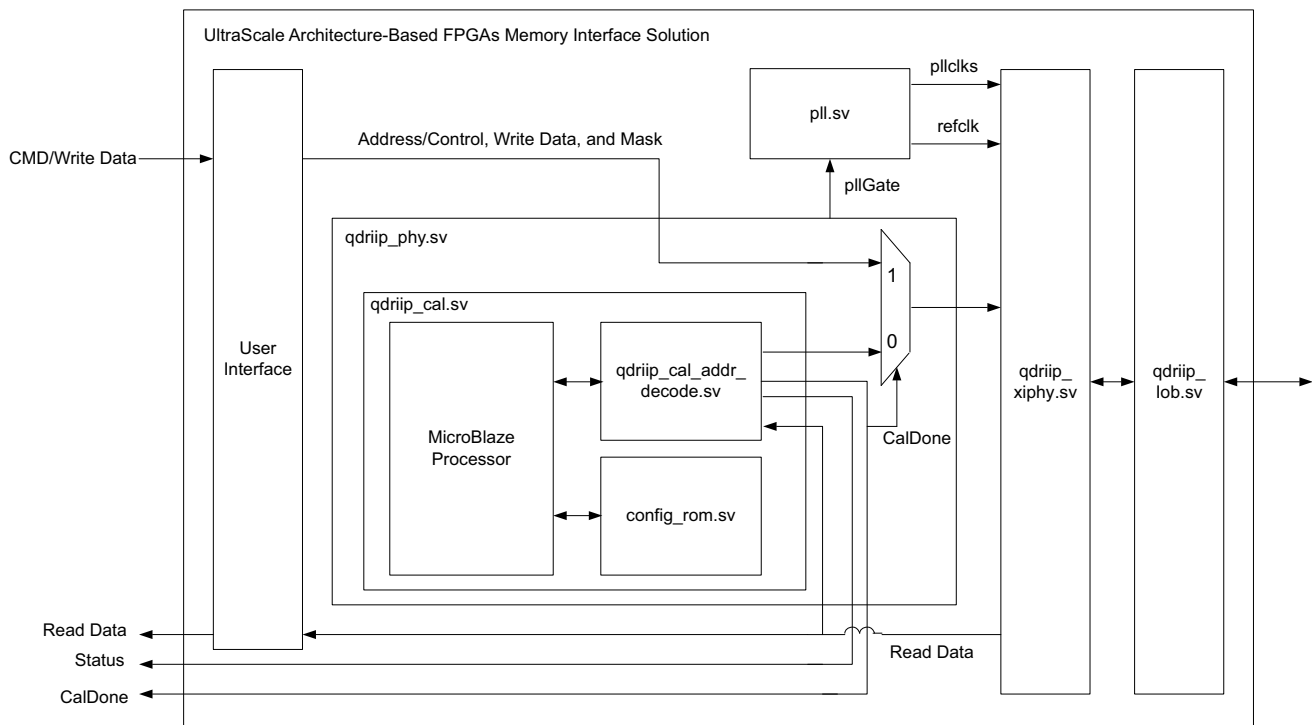 UltraScale Architecture-Based FPGAs Memory Interface Solution
pllclks
pll.sv
refclk
Address/Control, Write Data, and Mask
CMD/Write Data
pllGate
qdriip_phy.sv
1
qdriip_cal.sv
User
Interface
0
qdriip_cal_addr_
decode.sv
qdriip_
xiphy.sv
qdriip_
lob.sv
MicroBlaze
Processor
CalDone
config_rom.sv
Read Data
Read Data
Status
CalDone